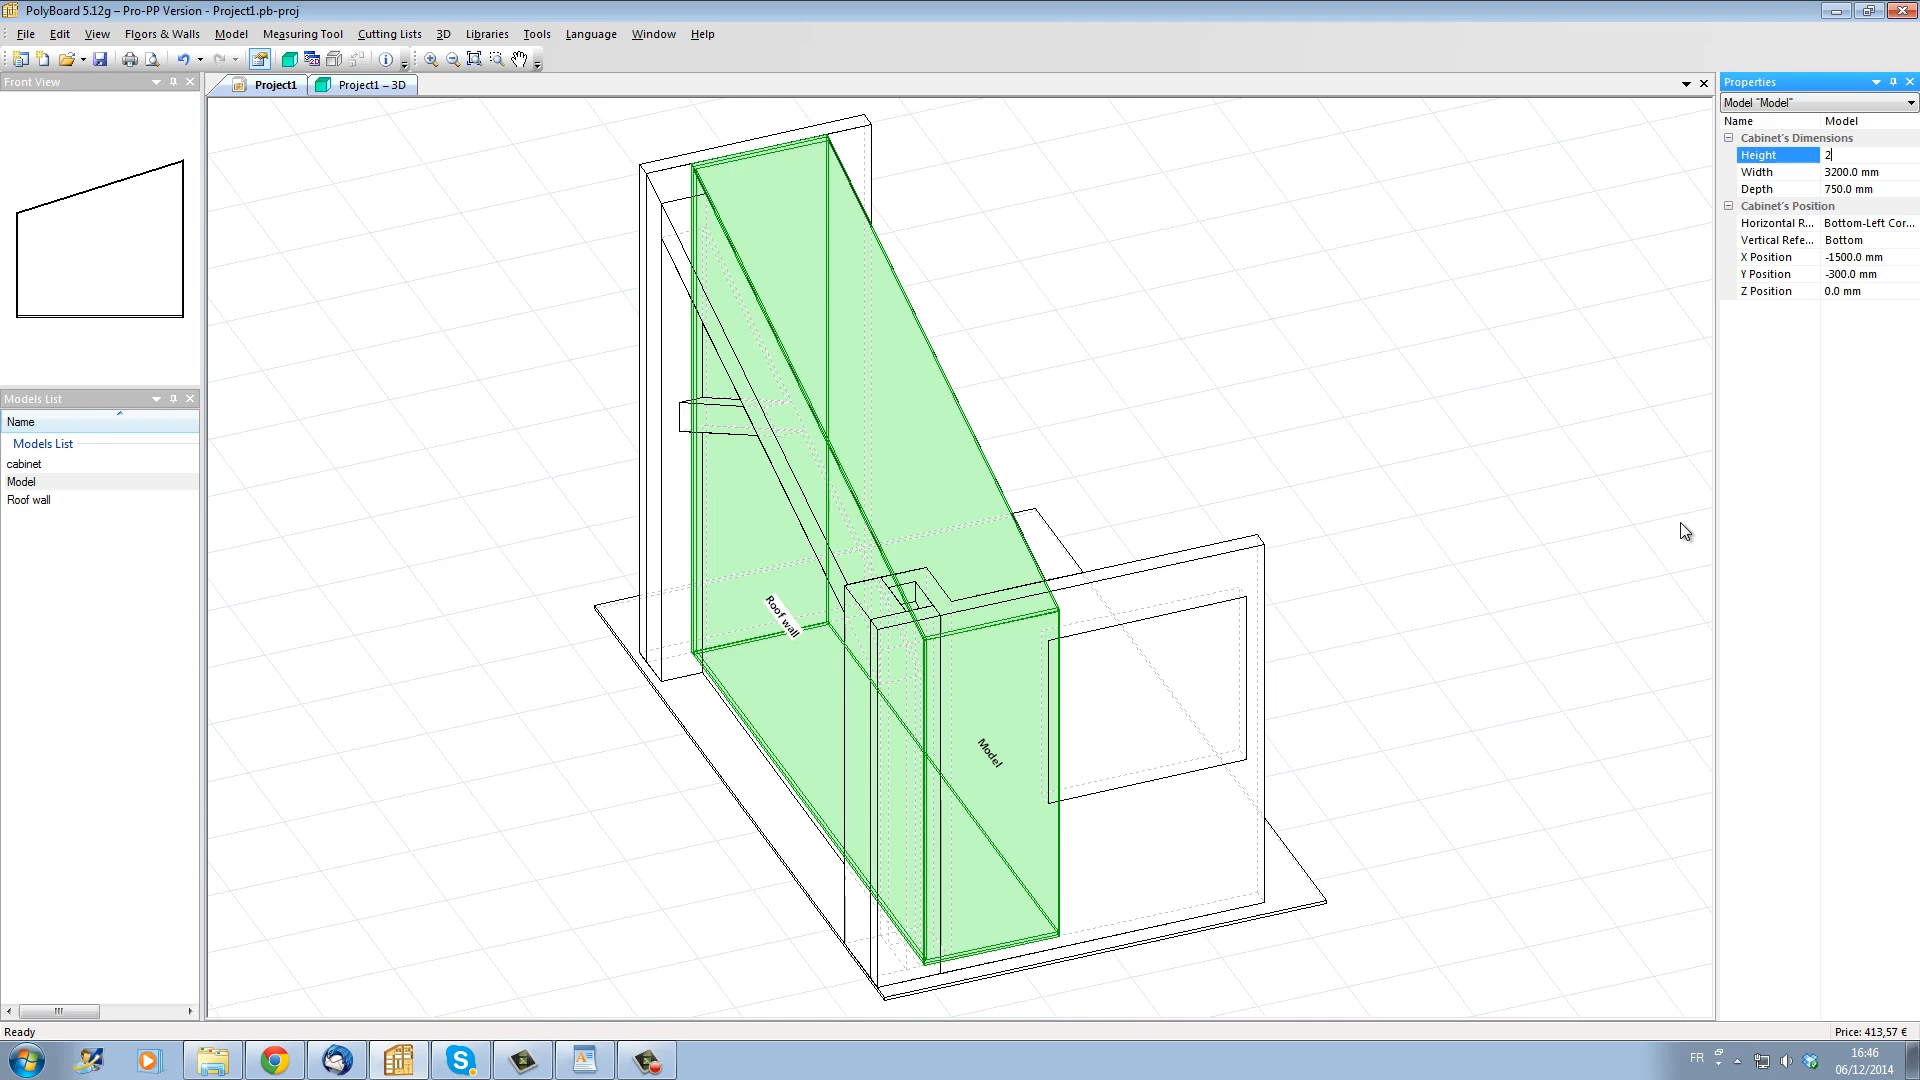 PolyBoard 5.12g – Pro-PP Version - Project1.pb-proj
File Edit View Floors & Walls Model Measuring Tool Cutting Lists 3D Libraries Tools Language Window Help
Front View
Project1
Project1 – 3D
Properties
Model "Model"
Name Model
Cabinet's Dimensions
Height 2
Width 3200.0 mm
Depth 750.0 mm
Cabinet's Position
Horizontal R... Bottom-Left Cor...
Vertical Refe... Bottom
X Position -1500.0 mm
Y Position -300.0 mm
Z Position 0.0 mm
Models List
Name
Models List
cabinet
Model
Roof wall
Roof wall
Model
Ready
Price: 413,57 €
FR
16:46
06/12/2014